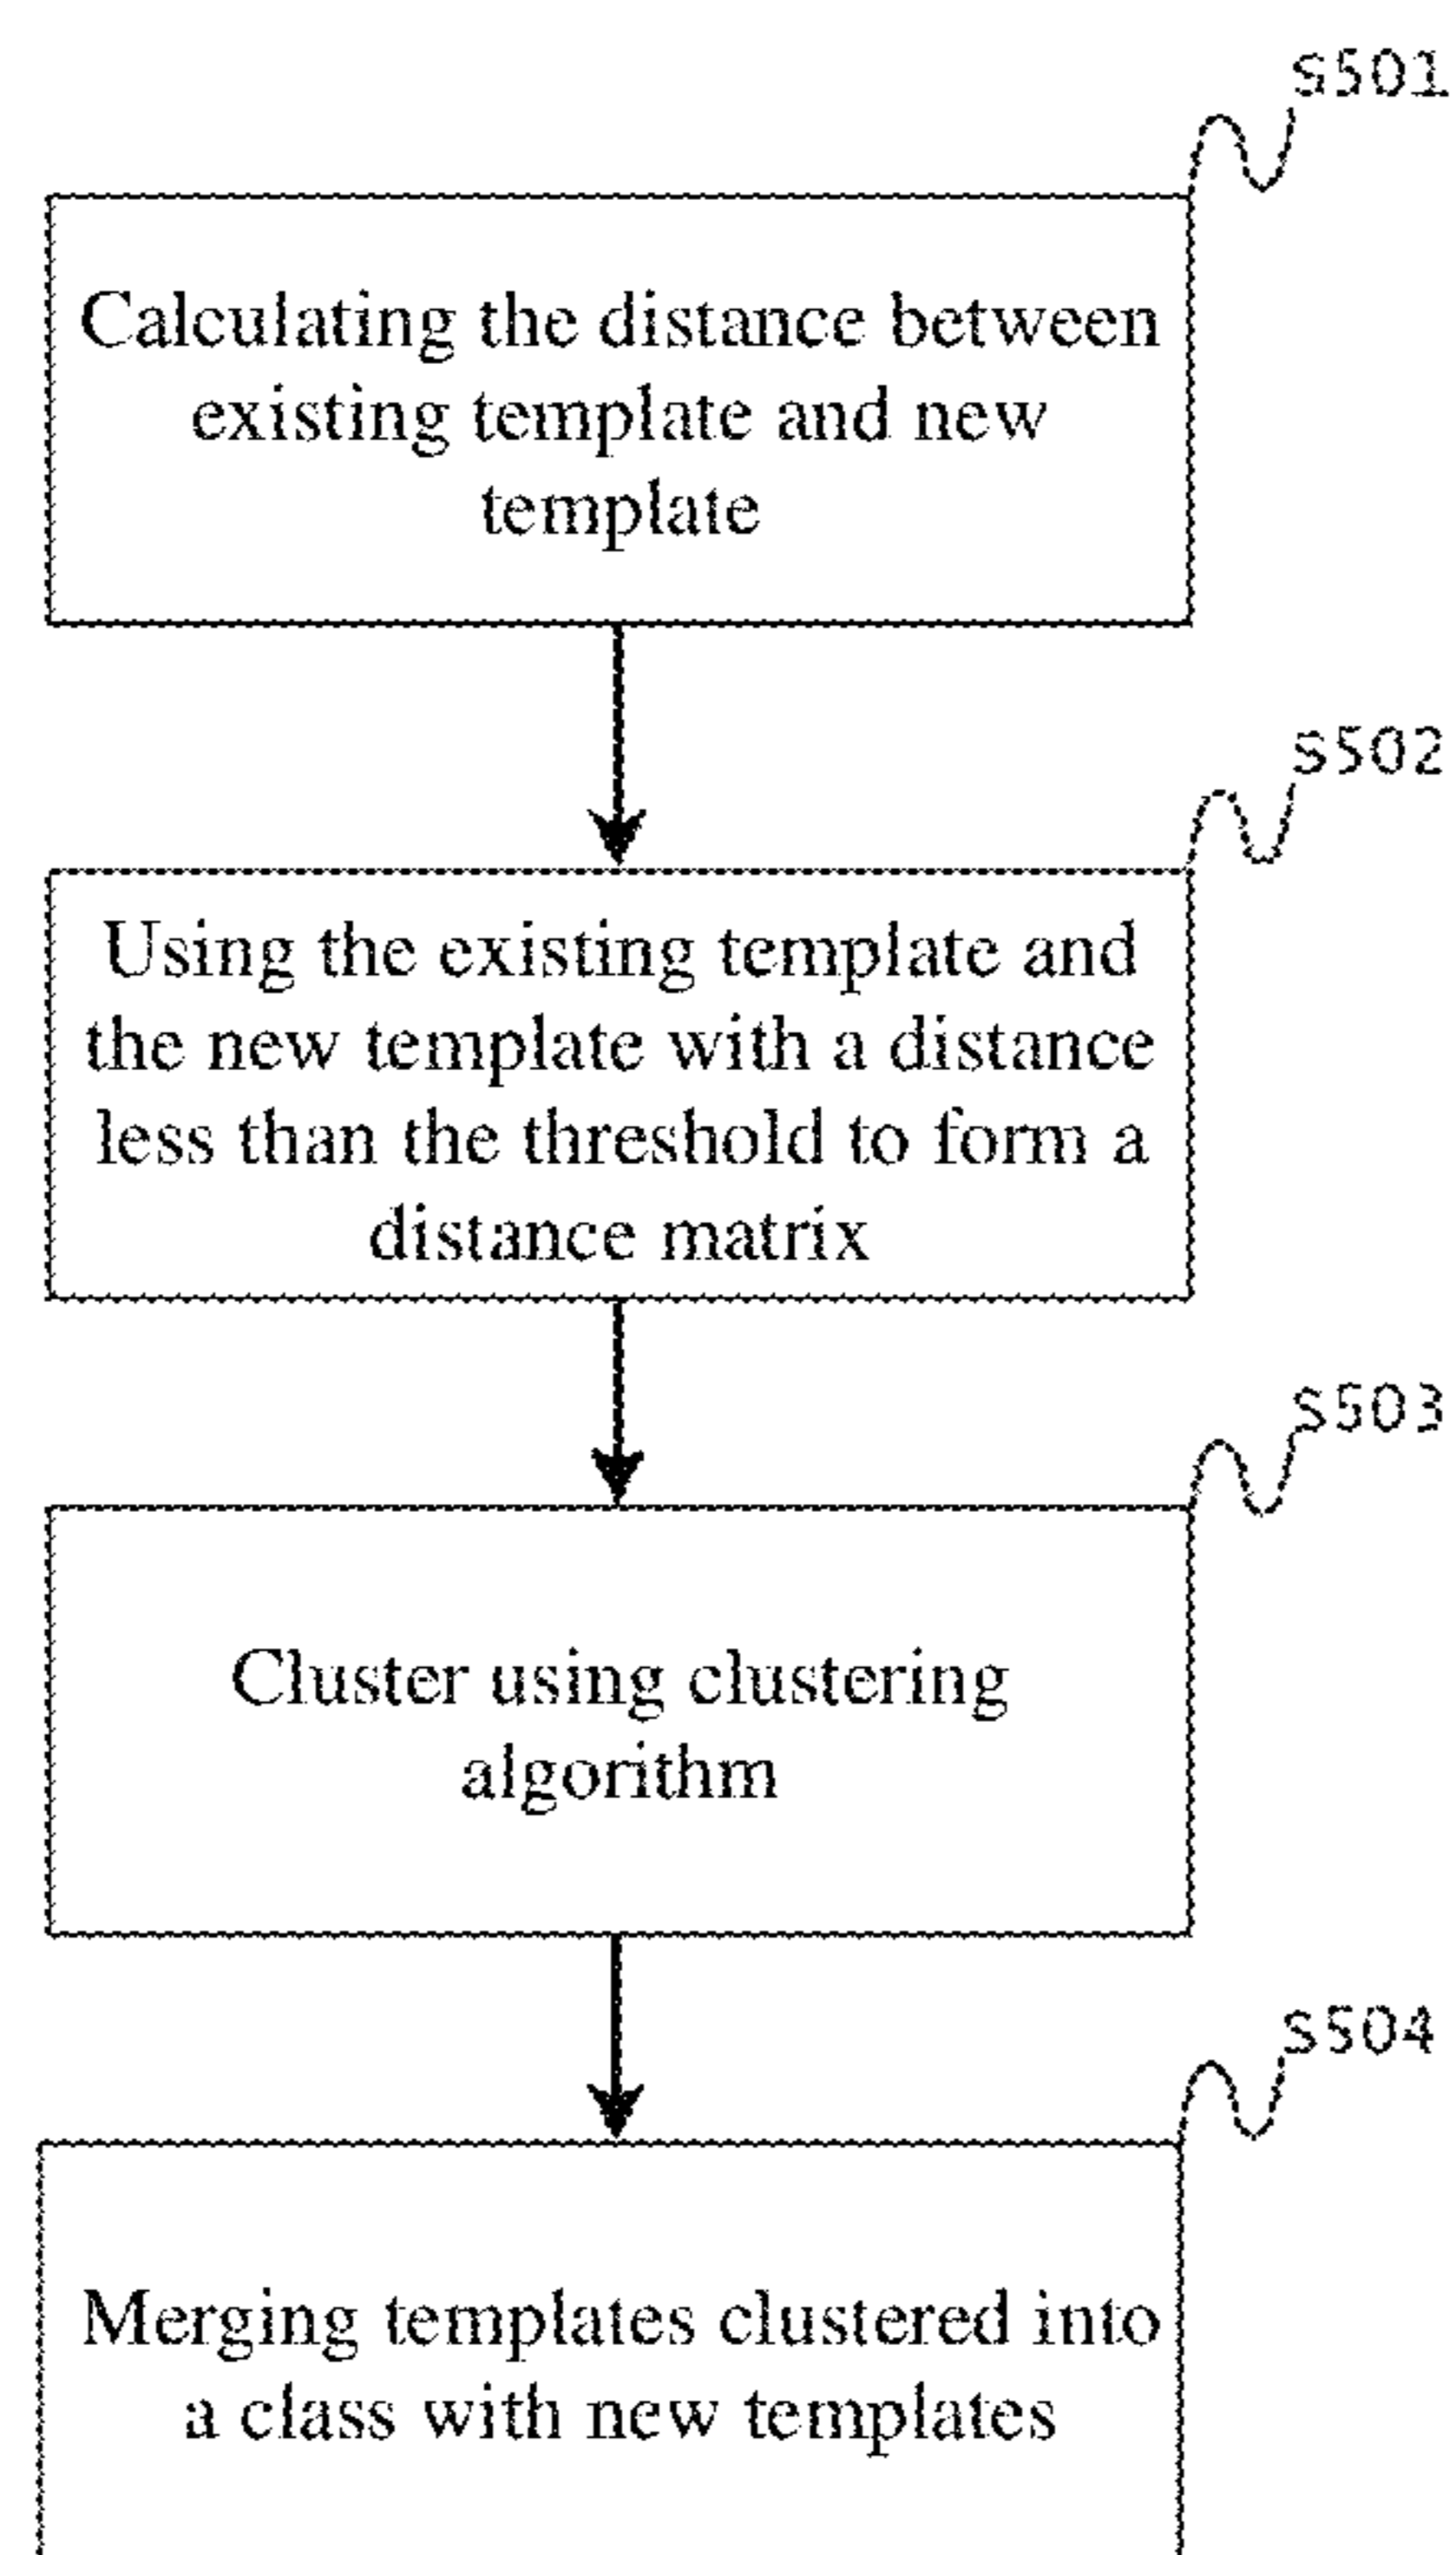 S501
Calculating the distance between
existing template and new
template
S502
Using the existing template and
the new template with a distance
less than the threshold to form a
distance matrix
S503
Cluster using clustering
algorithm
S504
Merging templates clustered into
a class with new templates